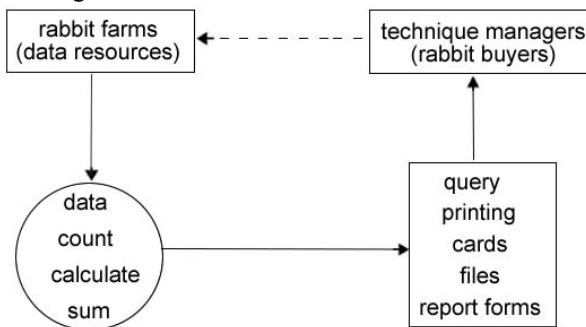 rabbit farms
(data resources)
technique managers
(rabbit buyers)
data
count
calculate
sum
query
printing
cards
files
report forms